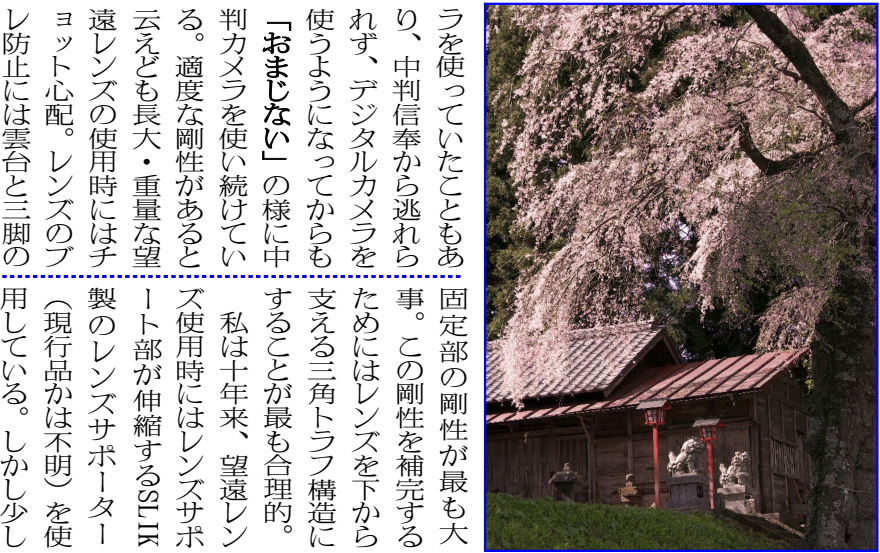 ラを使っていたこともあ
り、中判信奉から逃れら
れず、デジタルカメラを
使うようになってからも
「おまじない」の様に中
判カメラを使い続けてい
る。適度な剛性があると
云えども長大・重量な望
遠レンズの使用時にはチ
ョット心配。レンズのブ
レ防止には雲台と三脚の
固定部の剛性が最も大
事。この剛性を補完する
ためにはレンズを下から
支える三角トラフ構造に
することが最も合理的。
私は十年来、望遠レン
ズ使用時にはレンズサポ
ート部が伸縮するSLIK
製のレンズサポーター
（現行品かは不明）を使
用している。しかし少し